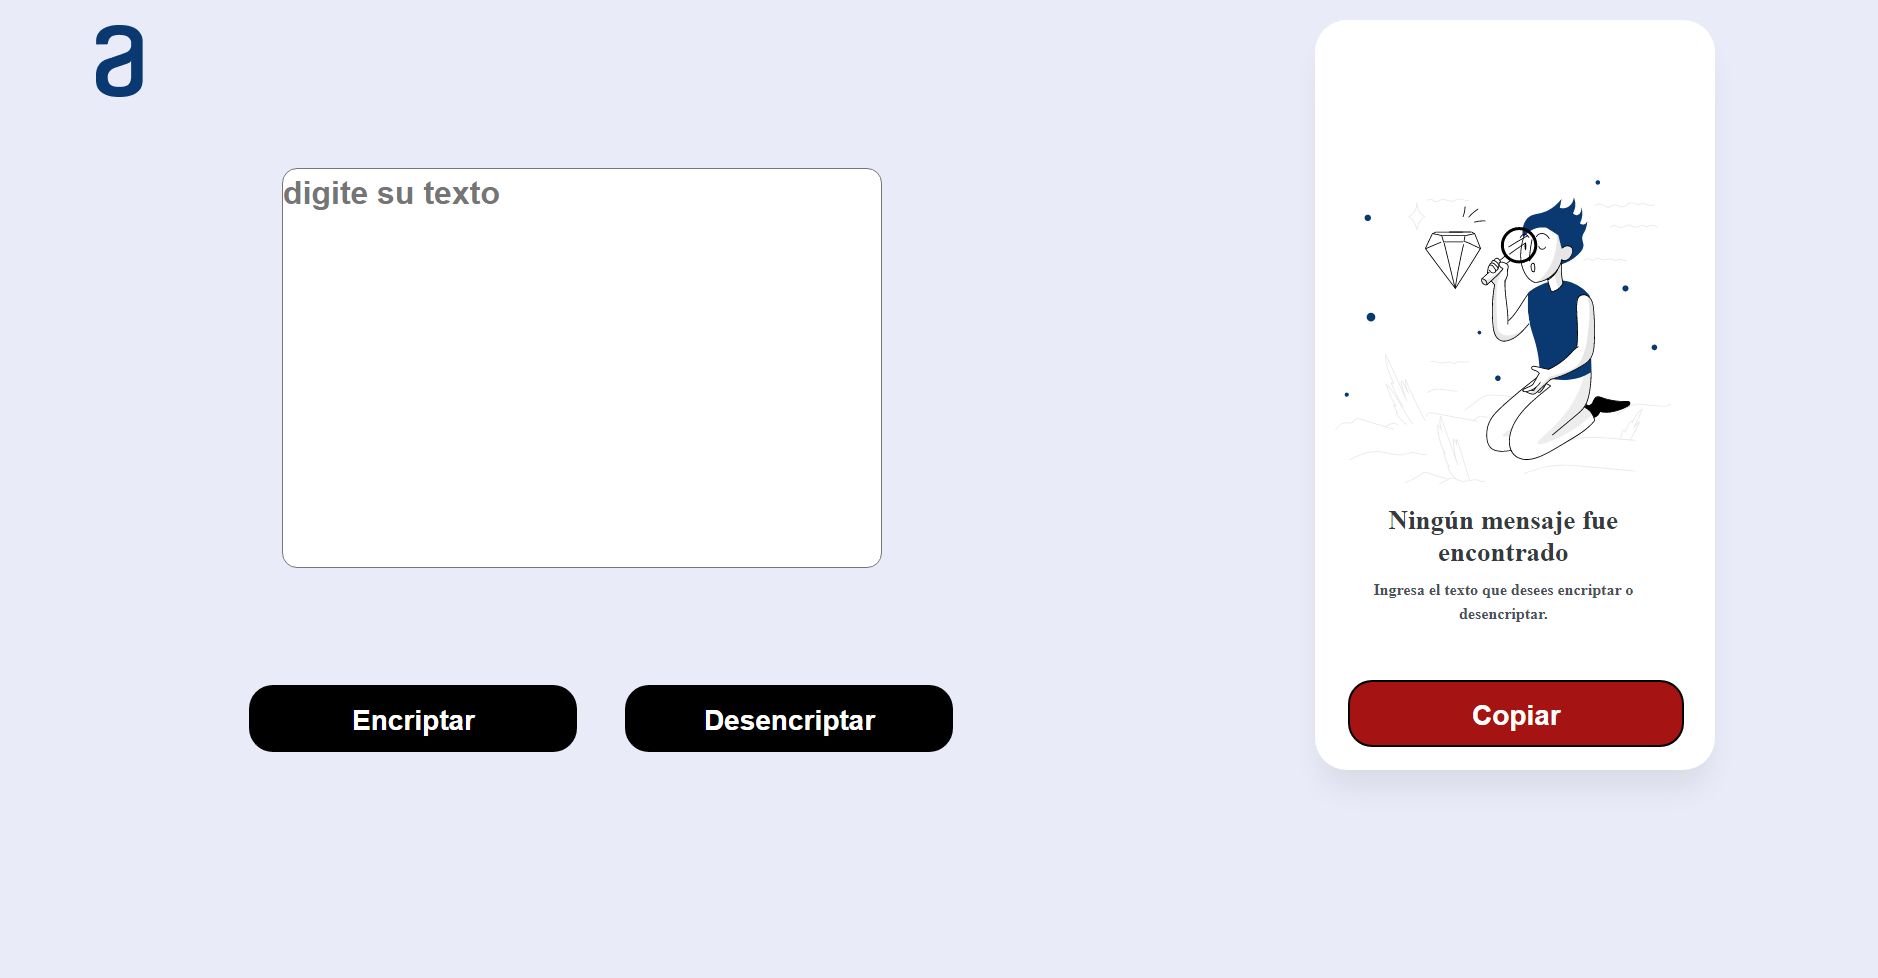 a
digite su texto
Encriptar
Desencriptar
Ningún mensaje fue
encontrado
Ingresa el texto que desees encriptar o
desencriptar.
Copiar